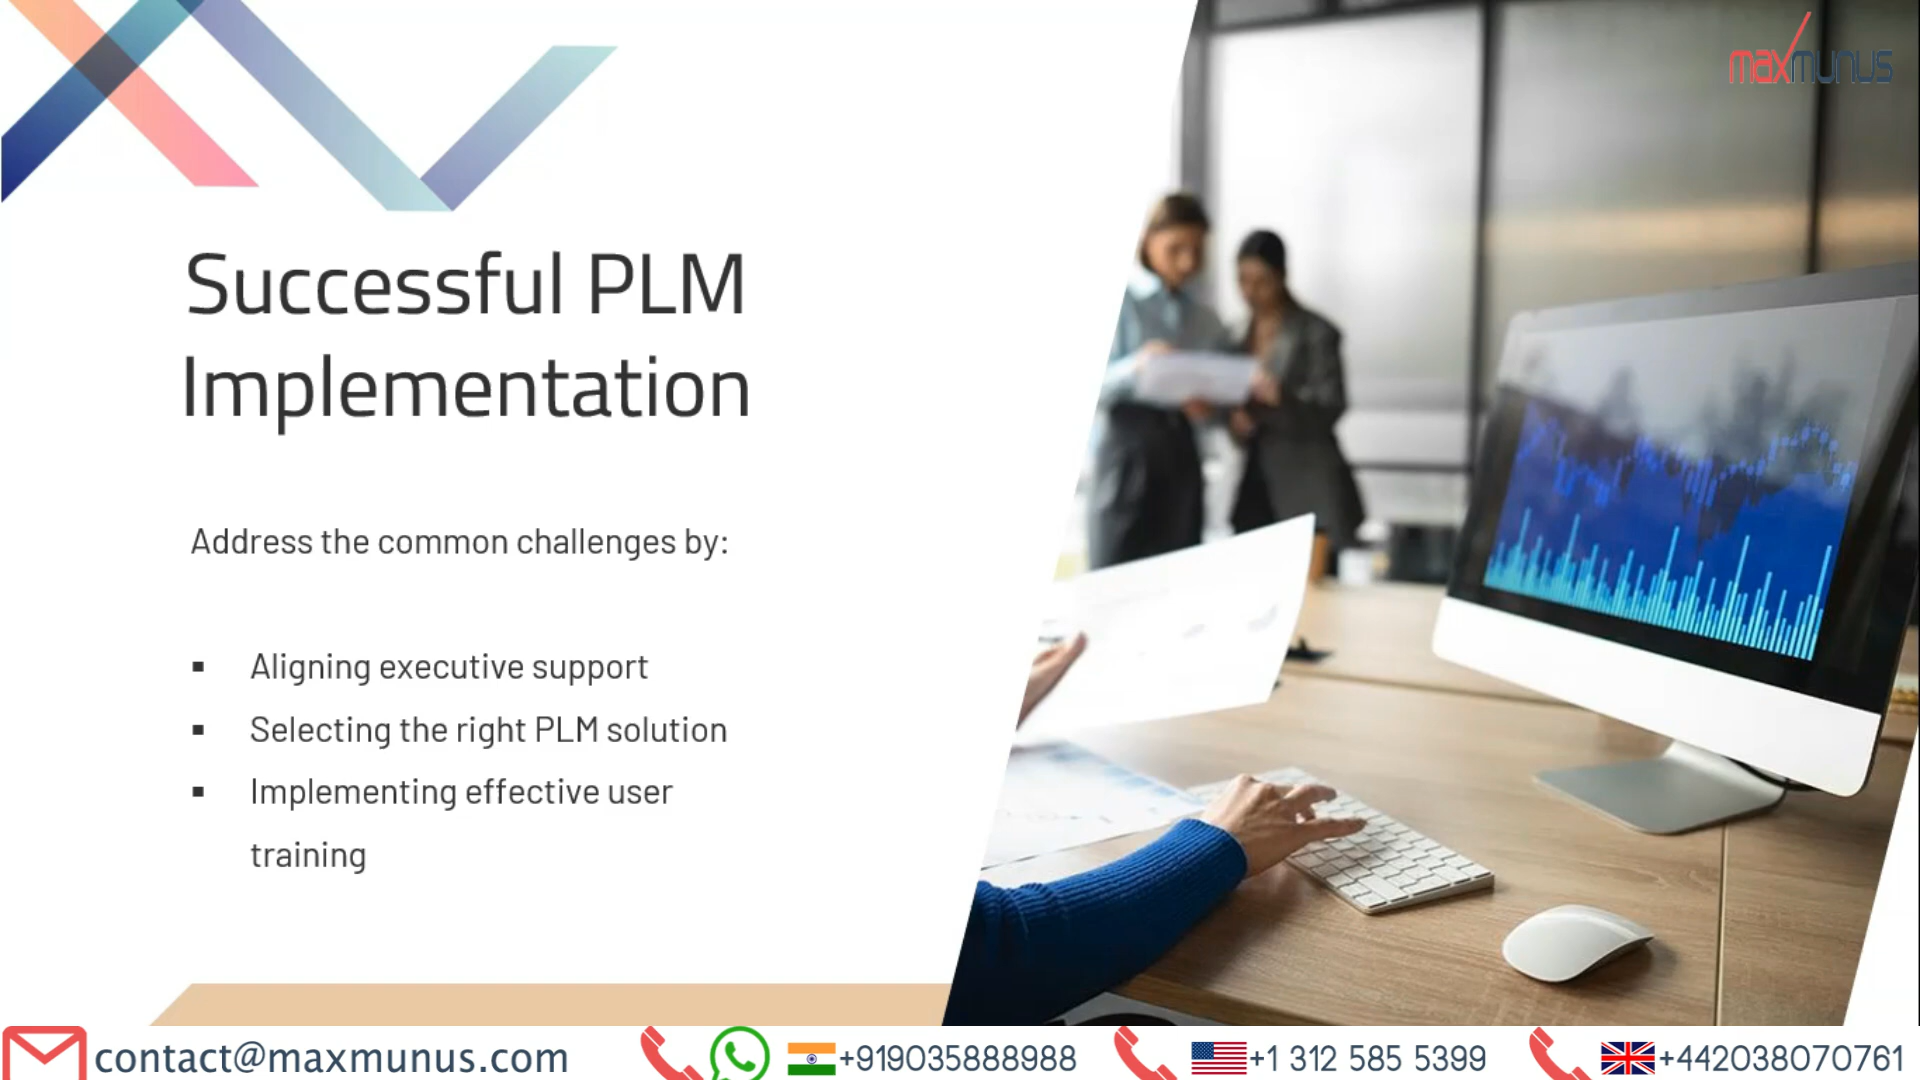 maxmunus
Successful PLM
Implementation
Address the common challenges by:
▪ Aligning executive support
▪ Selecting the right PLM solution
▪ Implementing effective user
training
contact@maxmunus.com +919035888988 +1 312 585 5399 +442038070761